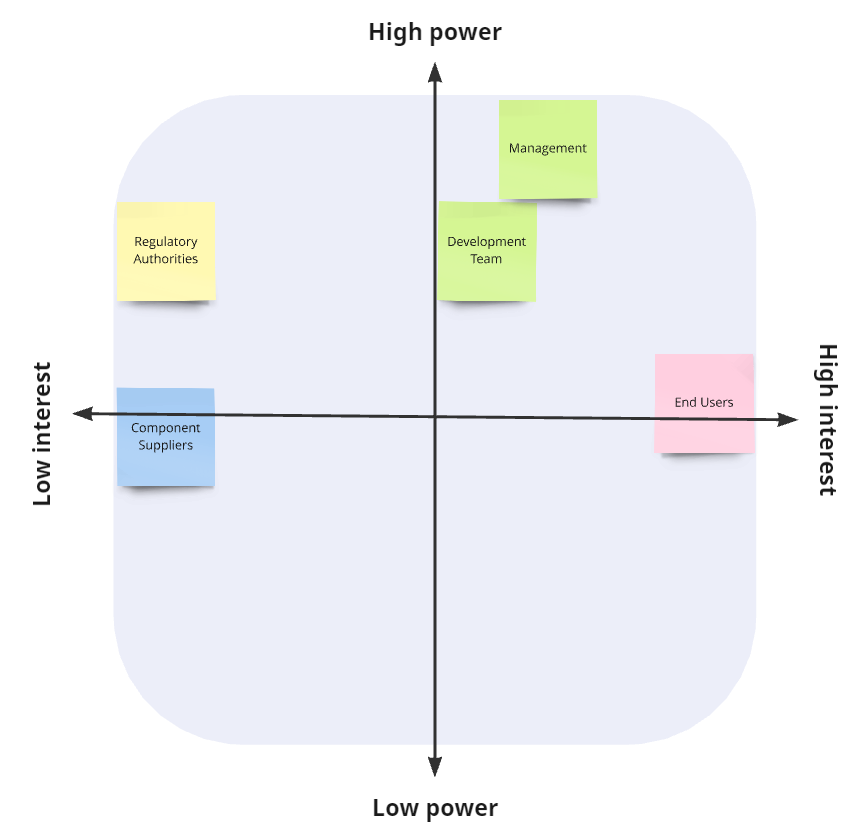 High power
Management
Regulatory
Authorities
Development
Team
Low interest
High interest
End Users
Component
Suppliers
Low power